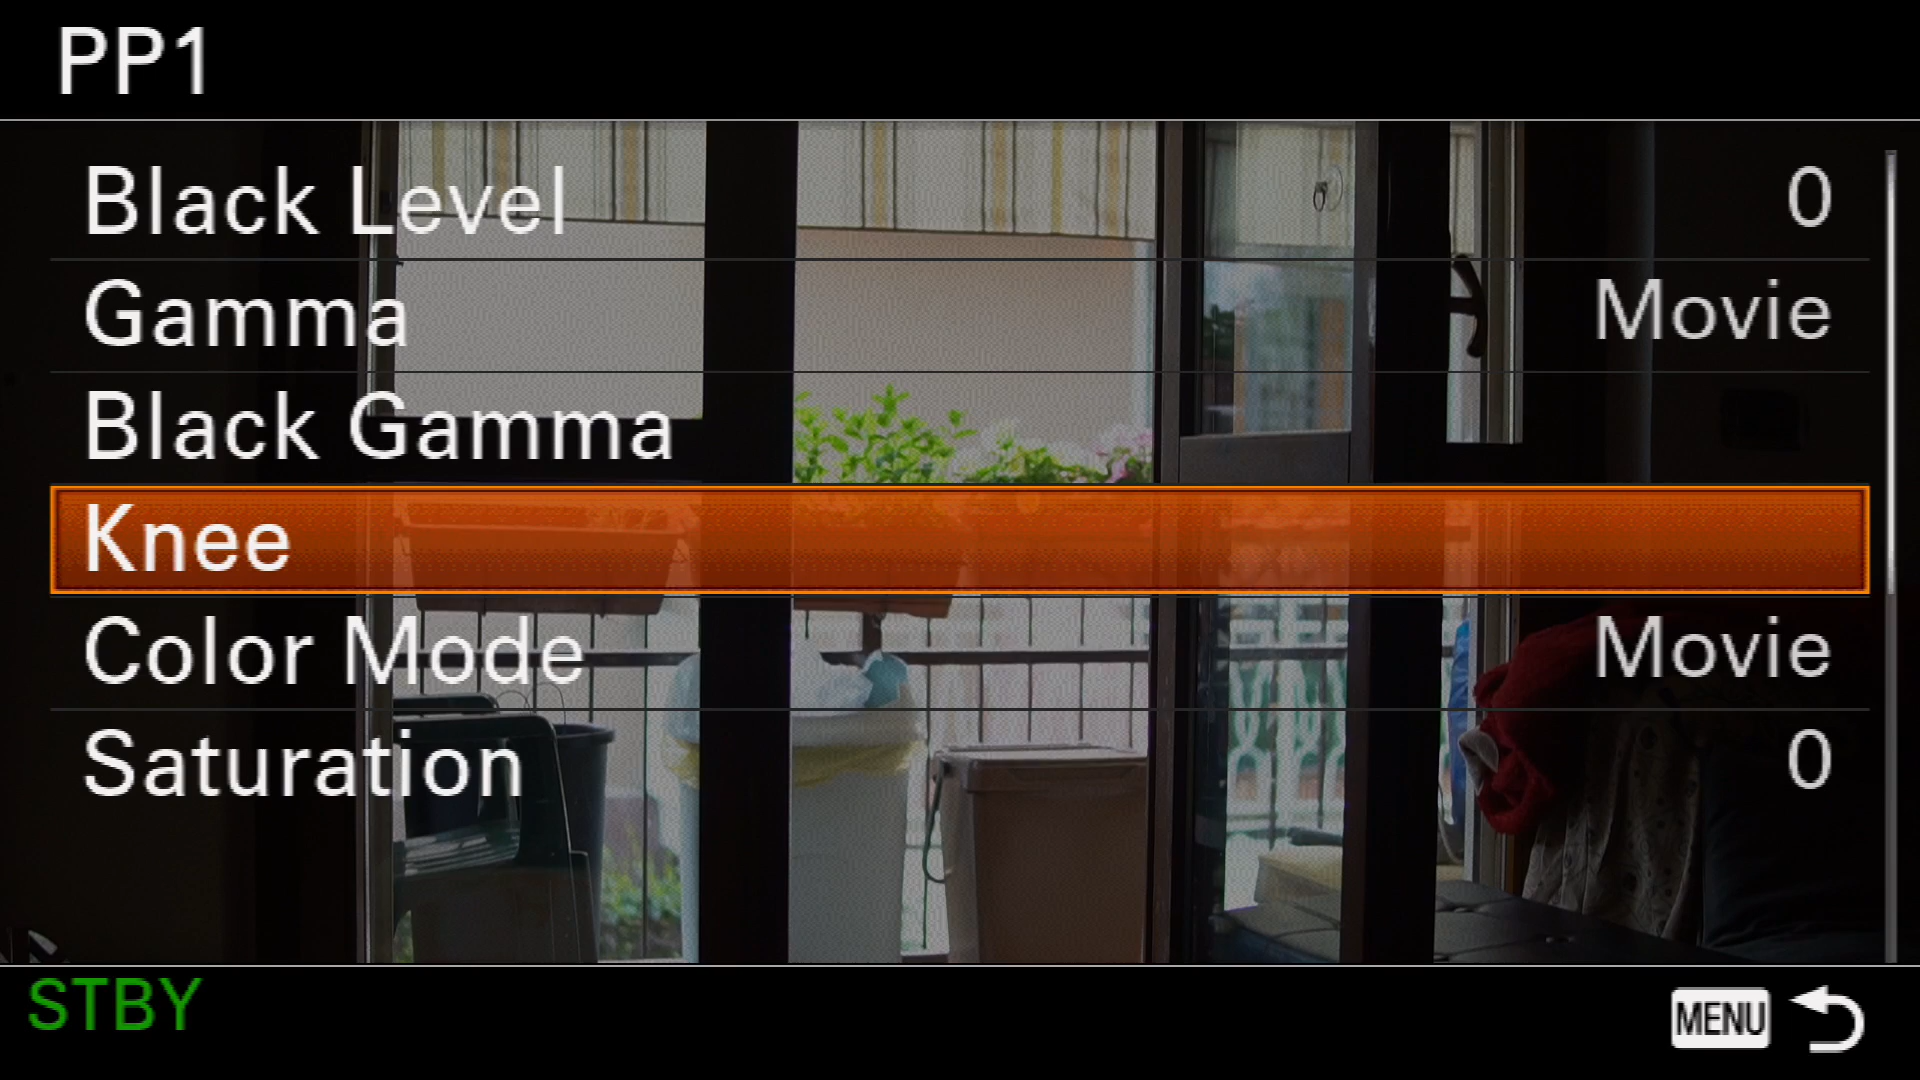 PP1
Black Level 0
Gamma Movie
Black Gamma
Knee
Color Mode Movie
Saturation 0
STBY MENU